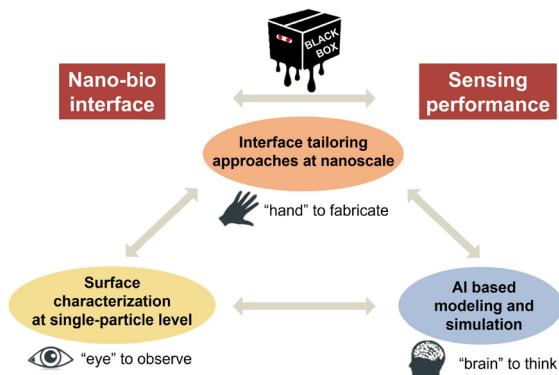 BLACK
BOX
Nano-bio
interface
Sensing
performance
Interface tailoring
approaches at nanoscale
“hand” to fabricate
Surface
characterization
at single-particle level
AI based
modeling and
simulation
“eye” to observe
“brain” to think